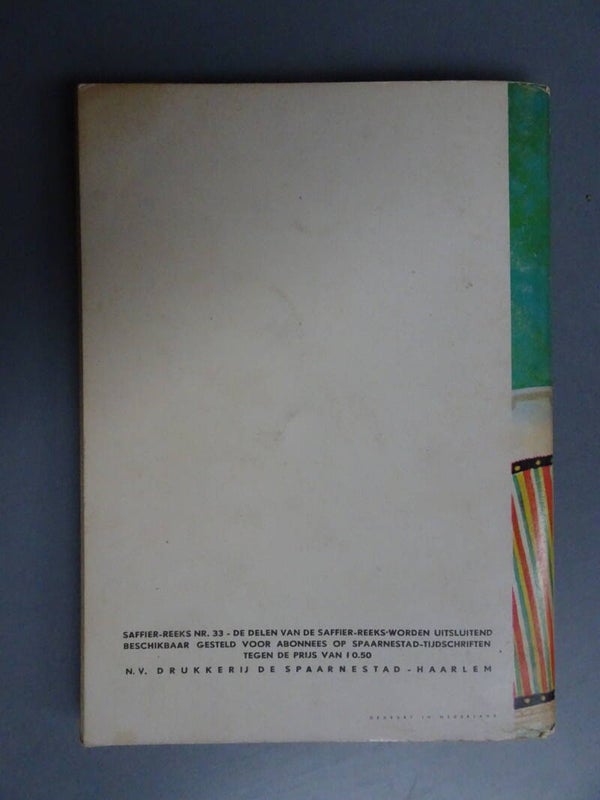 SAFFIER-REEKS NR. 33 - DE DELEN VAN DE SAFFIER-REEKS-WORDEN UITSLUITEND
BESCHIKBAAR GESTELD VOOR ABONNEES OP SPAARNESTAD-TIJDSCHRIFTEN
TEGEN DE PRIJS VAN f 0.50
N.V. DRUKKERIJ DE SPAARNESTAD - HAARLEM
GEDRUKT IN NEDERLAND